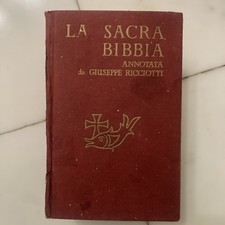 LA SACRA
BIBBIA
ANNOTATA
da GIUSEPPE RICCIOTTI